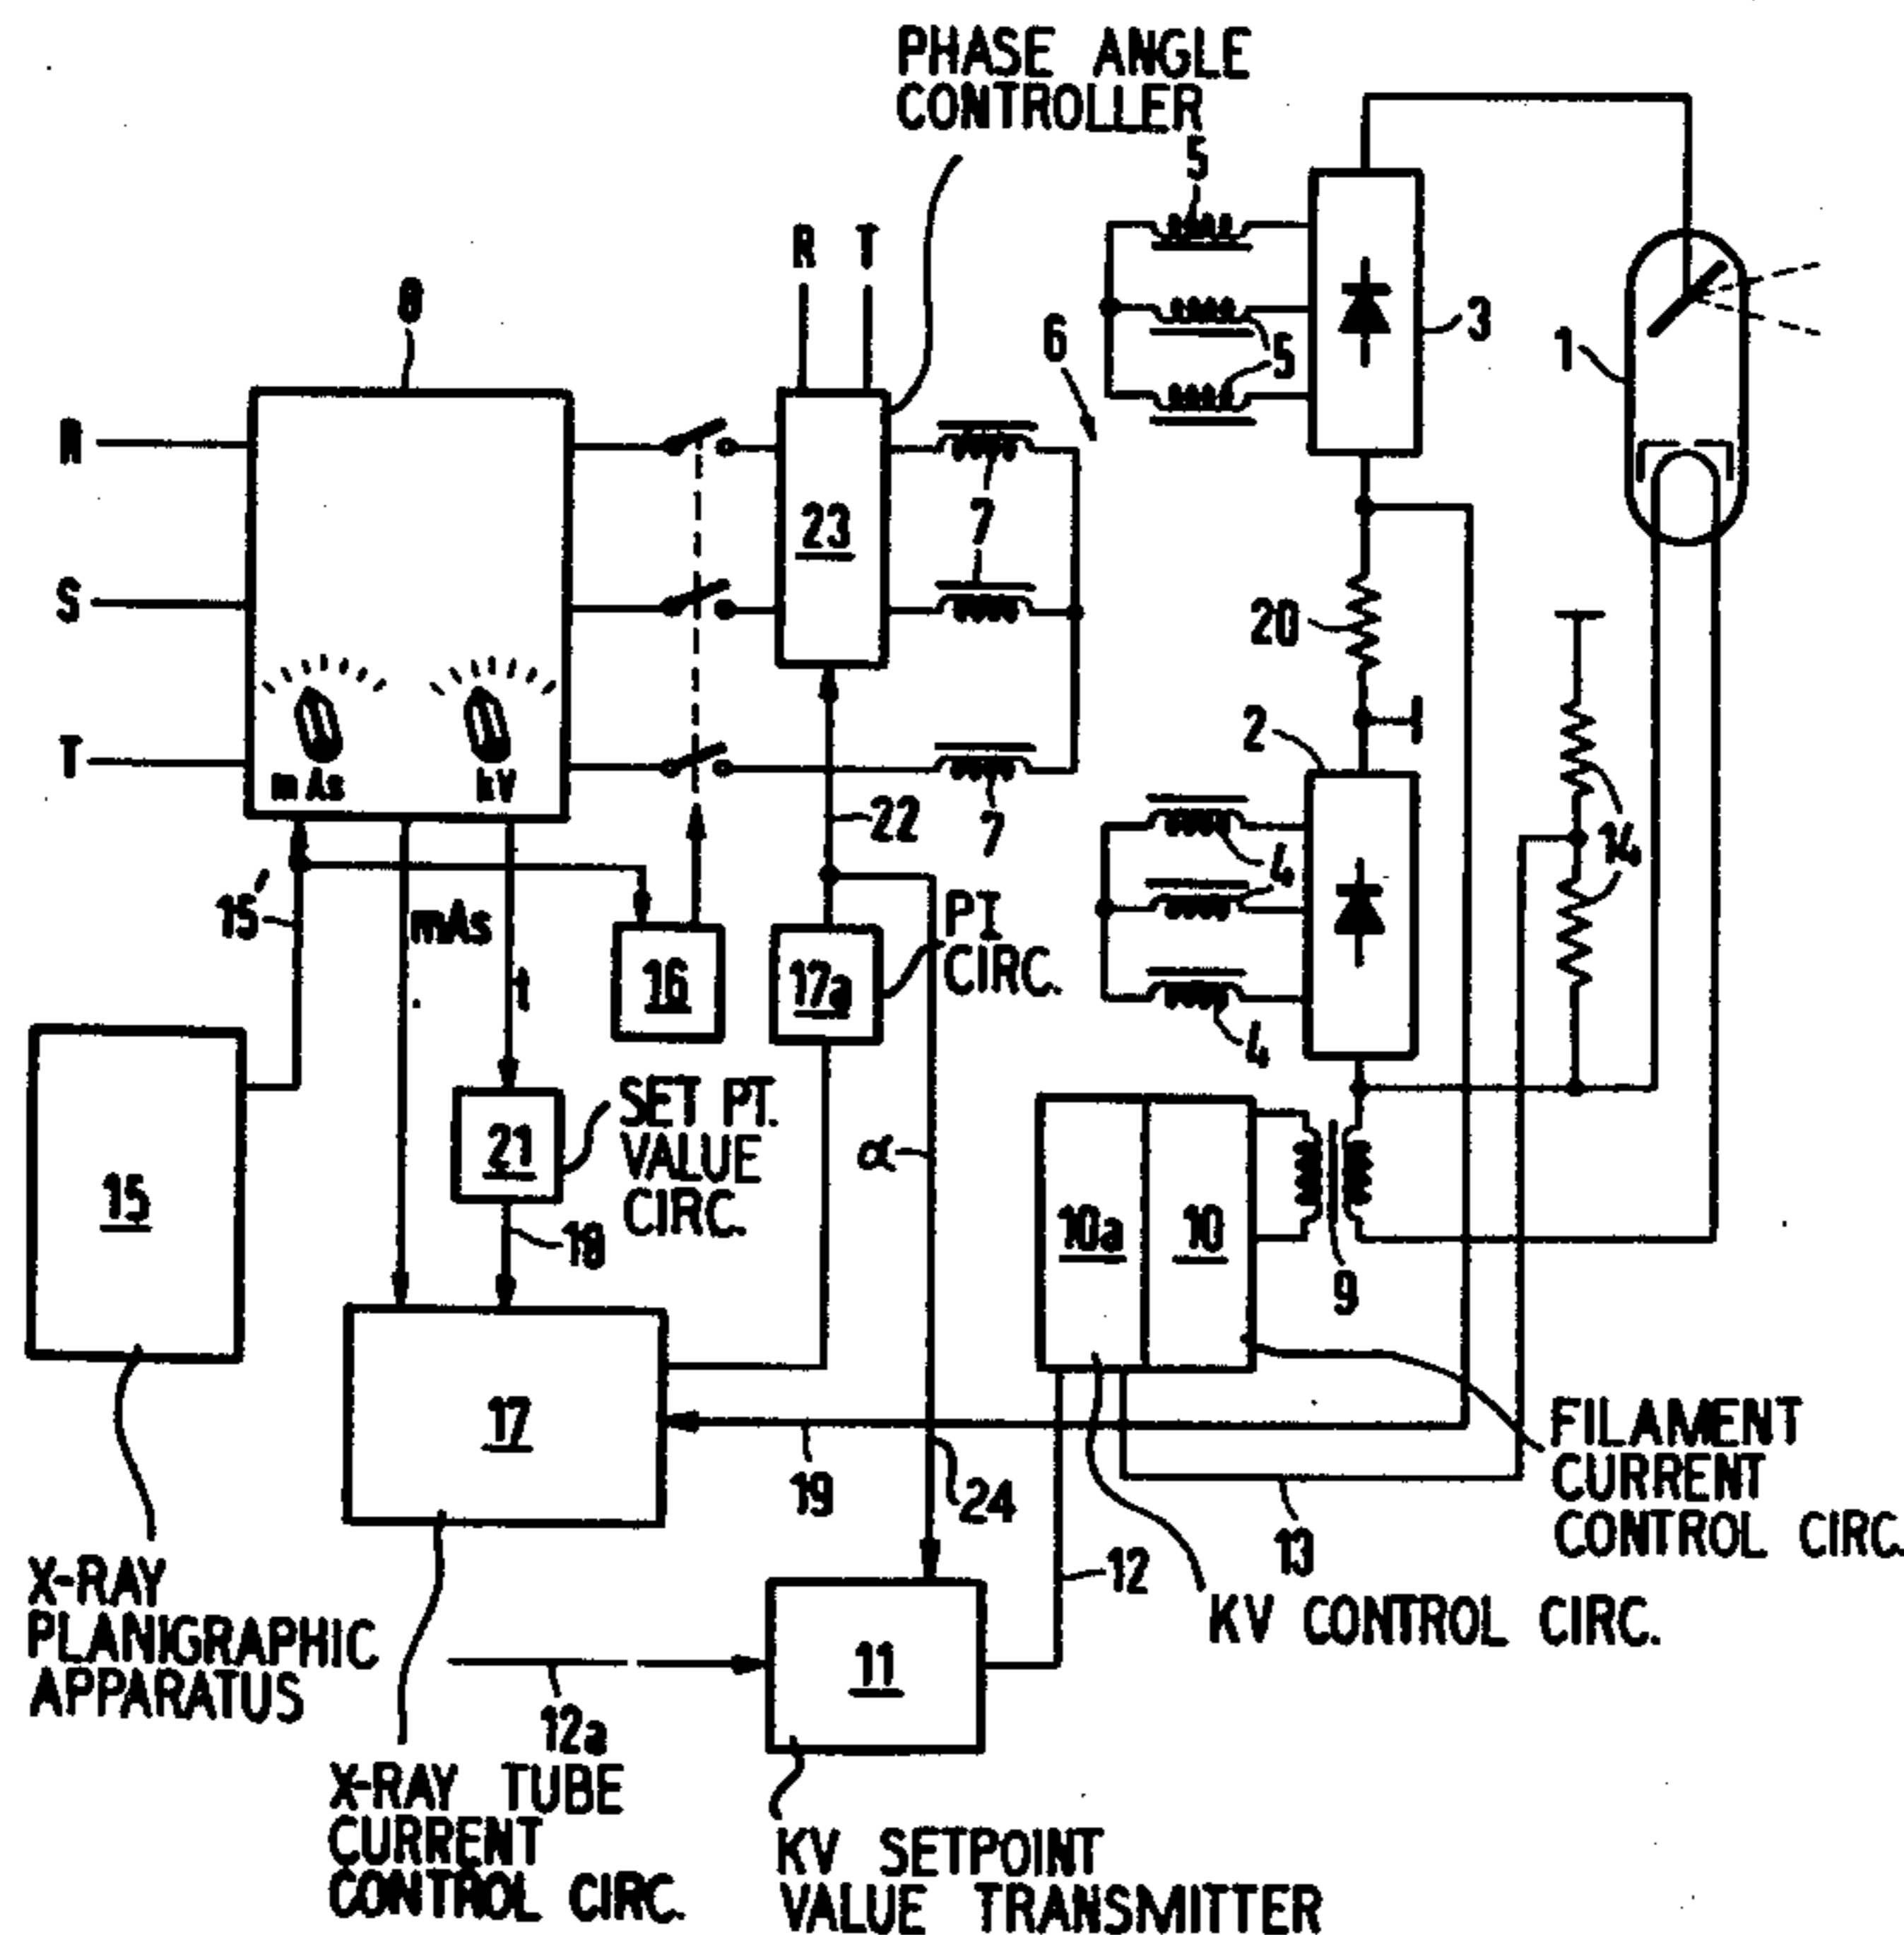 PHASE ANGLE
CONTROLLER
5
R T
8
6
3
5
1
R
23
7
20
S
2
T
mAs kV
22
7
14
4
15'
mAs
PI
CIRC.
t
16
17a
4
SET PT.
VALUE
CIRC.
21
α
15
18
10a
10
9
17
19
24
FILAMENT
CURRENT
CONTROL CIRC.
13
12
X-RAY
PLANIGRAPHIC
APPARATUS
KV CONTROL CIRC.
11
12a
X-RAY TUBE
CURRENT
CONTROL CIRC.
KV SETPOINT
VALUE TRANSMITTER